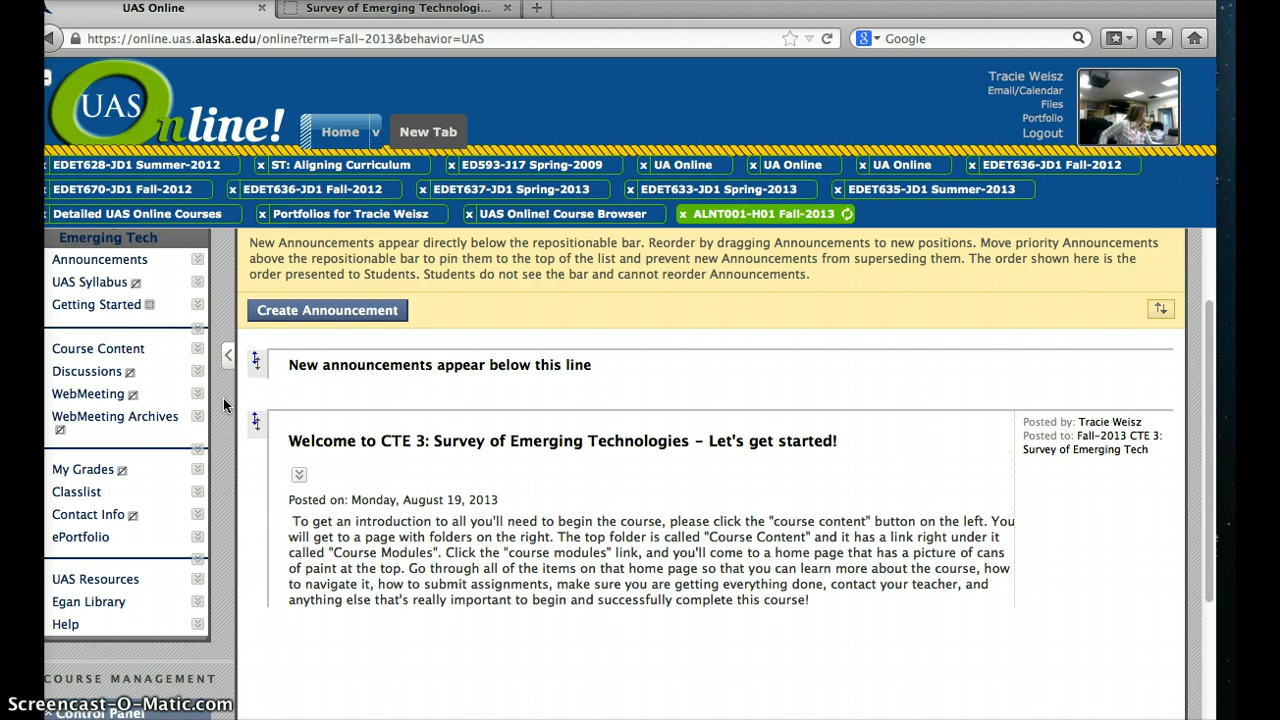 UAS Online
Survey of Emerging Technologi...
https://online.uas.alaska.edu/online?term=Fall-2013&behavior=UAS
Google
UAS Online!
Home v
New Tab
Tracie Weisz
Email/Calendar
Files
Portfolio
Logout
x EDET628-JD1 Summer-2012 x ST: Aligning Curriculum x ED593-J17 Spring-2009 x UA Online x UA Online x UA Online x EDET636-JD1 Fall-2012
x EDET670-JD1 Fall-2012 x EDET636-JD1 Fall-2012 x EDET637-JD1 Spring-2013 x EDET633-JD1 Spring-2013 x EDET635-JD1 Summer-2013
Detailed UAS Online Courses x Portfolios for Tracie Weisz x UAS Online! Course Browser x ALNT001-H01 Fall-2013
Emerging Tech
Announcements
UAS Syllabus
Getting Started
Course Content
Discussions
WebMeeting
WebMeeting Archives
My Grades
Classlist
Contact Info
ePortfolio
UAS Resources
Egan Library
Help
COURSE MANAGEMENT
Control Panel
New Announcements appear directly below the repositionable bar. Reorder by dragging Announcements to new positions. Move priority Announcements
above the repositionable bar to pin them to the top of the list and prevent new Announcements from superseding them. The order shown here is the
order presented to Students. Students do not see the bar and cannot reorder Announcements.
Create Announcement
New announcements appear below this line
Welcome to CTE 3: Survey of Emerging Technologies – Let's get started!
Posted on: Monday, August 19, 2013
To get an introduction to all you'll need to begin the course, please click the "course content" button on the left. You
will get to a page with folders on the right. The top folder is called "Course Content" and it has a link right under it
called "Course Modules". Click the "course modules" link, and you'll come to a home page that has a picture of cans
of paint at the top. Go through all of the items on that home page so that you can learn more about the course, how
to navigate it, how to submit assignments, make sure you are getting everything done, contact your teacher, and
anything else that's really important to begin and successfully complete this course!
Posted by: Tracie Weisz
Posted to: Fall-2013 CTE 3:
Survey of Emerging Tech
Screencast-O-Matic.com